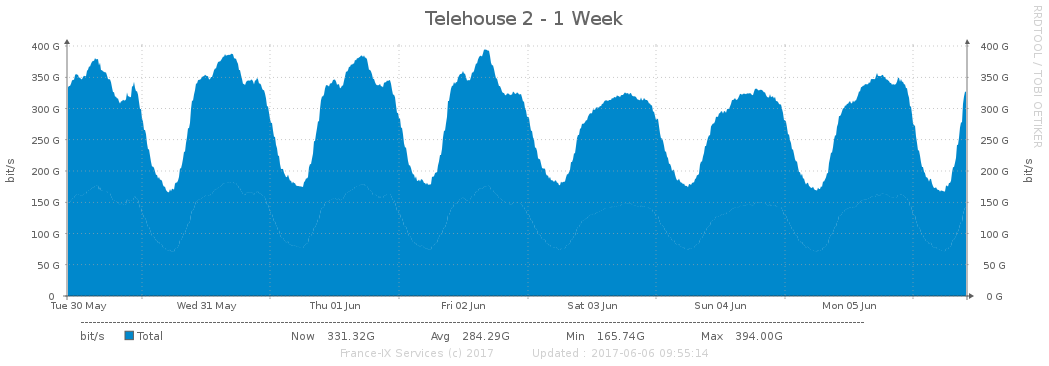 Telehouse 2 - 1 Week
RRDTOOL / TOBI OETIKER
400 G 400 G
350 G 350 G
300 G 300 G
250 G 250 G
200 G 200 G
150 G 150 G
100 G 100 G
50 G 50 G
0 0 G
bit/s bit/s
Tue 30 May Wed 31 May Thu 01 Jun Fri 02 Jun Sat 03 Jun Sun 04 Jun Mon 05 Jun
bit/s Total Now 331.32G Avg 284.29G Min 165.74G Max 394.00G
France-IX Services (c) 2017 Updated : 2017-06-06 09:55:14